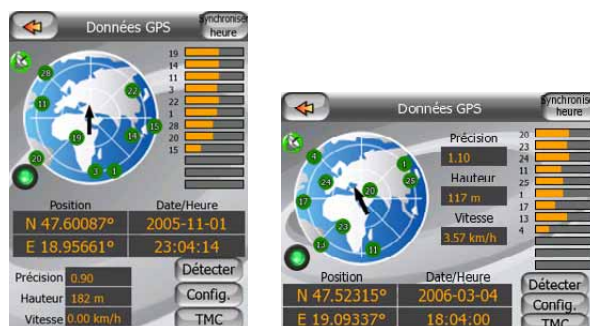 Données GPS
Synchroniser
heure
19
14
11
3
22
1
28
20
15
28
22
11
19
14
15
20
3
1
Position
Date/Heure
N 47.60087°
2005-11-01
E 18.95661°
23:04:14
Précision 0.90
Hauteur 182 m
Vitesse 0.00 km/h
Détecter
Config.
TMC
Données GPS
Synchronise
heure
Précision
1.10
Hauteur
117 m
Vitesse
3.57 km/h
20
23
24
11
25
1
17
13
4
4
1
24
25
20
17
23
13
11
Position
Date/Heure
N 47.52315°
2006-03-04
E 19.09337°
18:04:00
Détecter
Config.
TMC